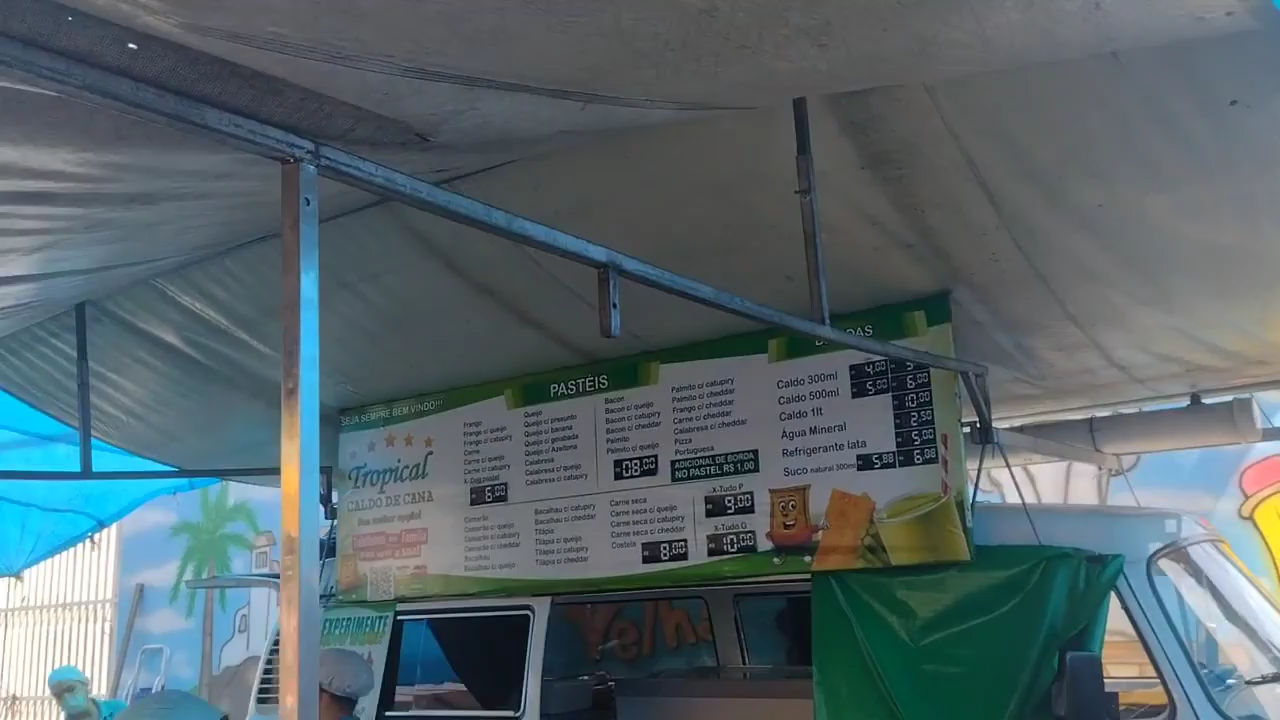 SEJA SEMPRE BEM VINDO!!!
Tropical
CALDO DE CANA
PASTÉIS
Frango
Frango c/ queijo
Frango c/ catupiry
Carne
Carne c/ queijo
Carne c/ catupiry
X-Dog pastel
6.00
Queijo
Queijo c/ presunto
Queijo c/ banana
Queijo c/ goiabada
Queijo c/ Azeitona
Calabresa
Calabresa c/ queijo
Calabresa c/ catupiry
Bacon
Bacon c/ queijo
Bacon c/ catupiry
Bacon c/ cheddar
Palmito
Palmito c/ queijo
08.00
Palmito c/ catupiry
Palmito c/ cheddar
Frango c/ cheddar
Carne c/ cheddar
Calabresa c/ cheddar
Pizza
Portuguesa
ADICIONAL DE BORDA
NO PASTEL R$ 1,00
Camarão
Camarão c/ queijo
Camarão c/ catupiry
Camarão c/ cheddar
Bacalhau
Bacalhau c/ queijo
Bacalhau c/ catupiry
Bacalhau c/ cheddar
Tilápia
Tilápia c/ queijo
Tilápia c/ catupiry
Tilápia c/ cheddar
Carne seca
Carne seca c/ queijo
Carne seca c/ catupiry
Carne seca c/ cheddar
Costela
8.00
X-Tudo P
9.00
X-Tudo G
10.00
Caldo 300ml 4.00
Caldo 500ml 5.00 6.00
Caldo 1lt 10.00
Água Mineral 2.50
Refrigerante lata 5.00
Suco natural 300ml
EXPERIMENTE